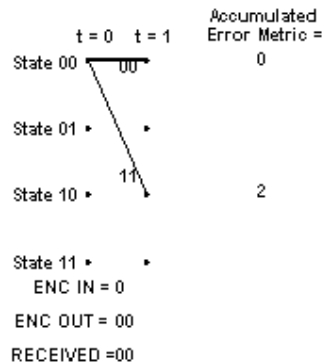 Accumulated
t = 0 t = 1 Error Metric =
State 00 00 0
State 01
11
State 10 2
State 11
ENC IN = 0
ENC OUT = 00
RECEIVED =00